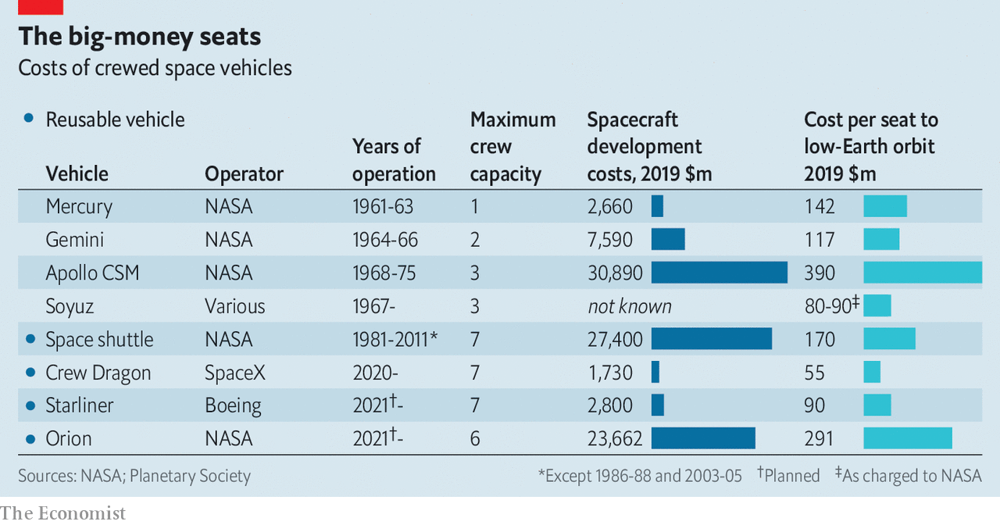 The big-money seats
Costs of crewed space vehicles
Reusable vehicle
Vehicle Operator Years of operation Maximum crew capacity Spacecraft development costs, 2019 $m Cost per seat to low-Earth orbit 2019 $m
Mercury NASA 1961-63 1 2,660 142
Gemini NASA 1964-66 2 7,590 117
Apollo CSM NASA 1968-75 3 30,890 390
Soyuz Various 1967- 3 not known 80-90‡
Space shuttle NASA 1981-2011* 7 27,400 170
Crew Dragon SpaceX 2020- 7 1,730 55
Starliner Boeing 2021†- 7 2,800 90
Orion NASA 2021†- 6 23,662 291
Sources: NASA; Planetary Society *Except 1986-88 and 2003-05 †Planned ‡As charged to NASA
The Economist